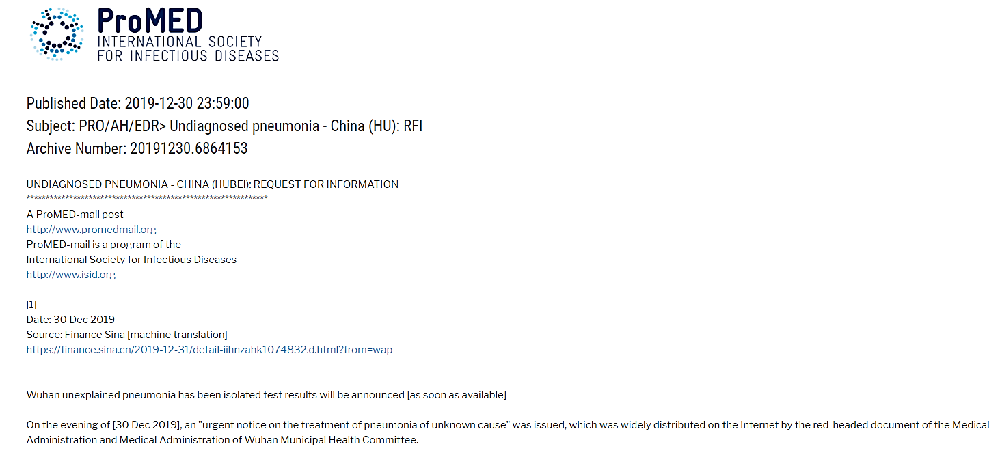 ProMED
INTERNATIONAL SOCIETY
FOR INFECTIOUS DISEASES
Published Date: 2019-12-30 23:59:00
Subject: PRO/AH/EDR> Undiagnosed pneumonia - China (HU): RFI
Archive Number: 20191230.6864153
UNDIAGNOSED PNEUMONIA - CHINA (HUBEI): REQUEST FOR INFORMATION
**************************************************************
A ProMED-mail post
http://www.promedmail.org
ProMED-mail is a program of the
International Society for Infectious Diseases
http://www.isid.org
[1]
Date: 30 Dec 2019
Source: Finance Sina [machine translation]
https://finance.sina.cn/2019-12-31/detail-iihnzahk1074832.d.html?from=wap
Wuhan unexplained pneumonia has been isolated test results will be announced [as soon as available]
---------------------------
On the evening of [30 Dec 2019], an "urgent notice on the treatment of pneumonia of unknown cause" was issued, which was widely distributed on the Internet by the red-headed document of the Medical
Administration and Medical Administration of Wuhan Municipal Health Committee.